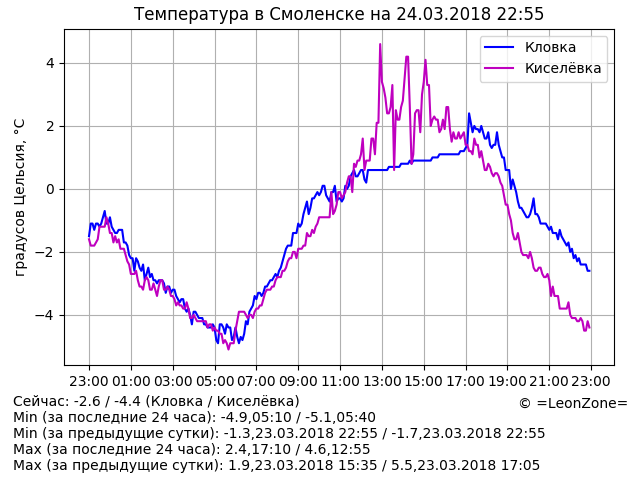 Температура в Смоленске на 24.03.2018 22:55
Кловка
Киселёвка
градусов Цельсия, °C
4
2
0
−2
−4
23:00 01:00 03:00 05:00 07:00 09:00 11:00 13:00 15:00 17:00 19:00 21:00 23:00
Сейчас: -2.6 / -4.4 (Кловка / Киселёвка)
© =LeonZone=
Min (за последние 24 часа): -4.9,05:10 / -5.1,05:40
Min (за предыдущие сутки): -1.3,23.03.2018 22:55 / -1.7,23.03.2018 22:55
Max (за последние 24 часа): 2.4,17:10 / 4.6,12:55
Max (за предыдущие сутки): 1.9,23.03.2018 15:35 / 5.5,23.03.2018 17:05